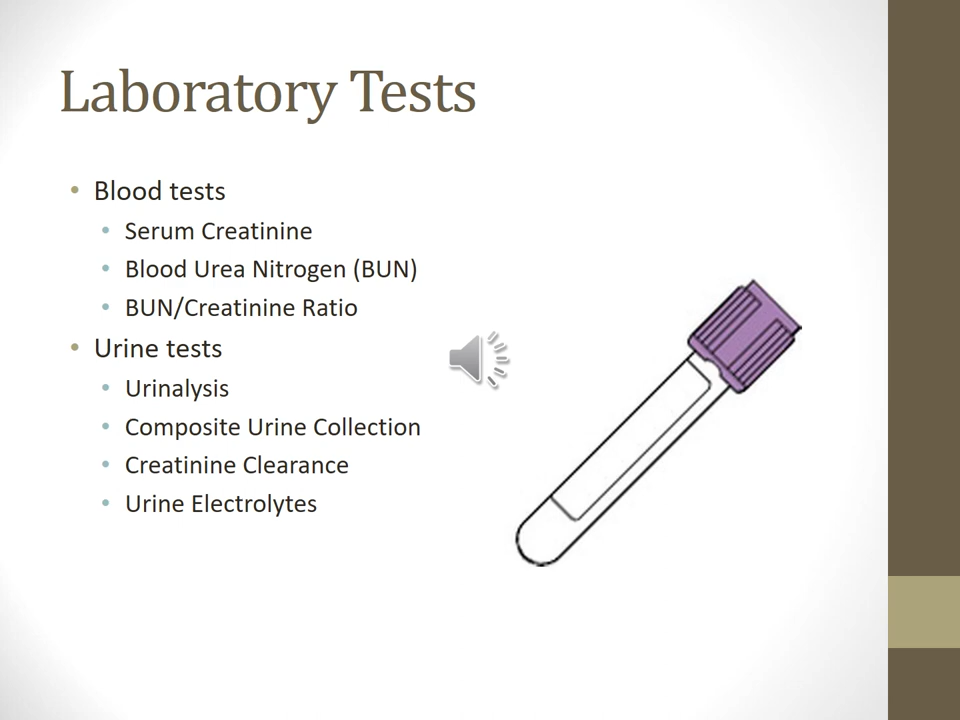 Laboratory Tests
• Blood tests
• Serum Creatinine
• Blood Urea Nitrogen (BUN)
• BUN/Creatinine Ratio
• Urine tests
• Urinalysis
• Composite Urine Collection
• Creatinine Clearance
• Urine Electrolytes